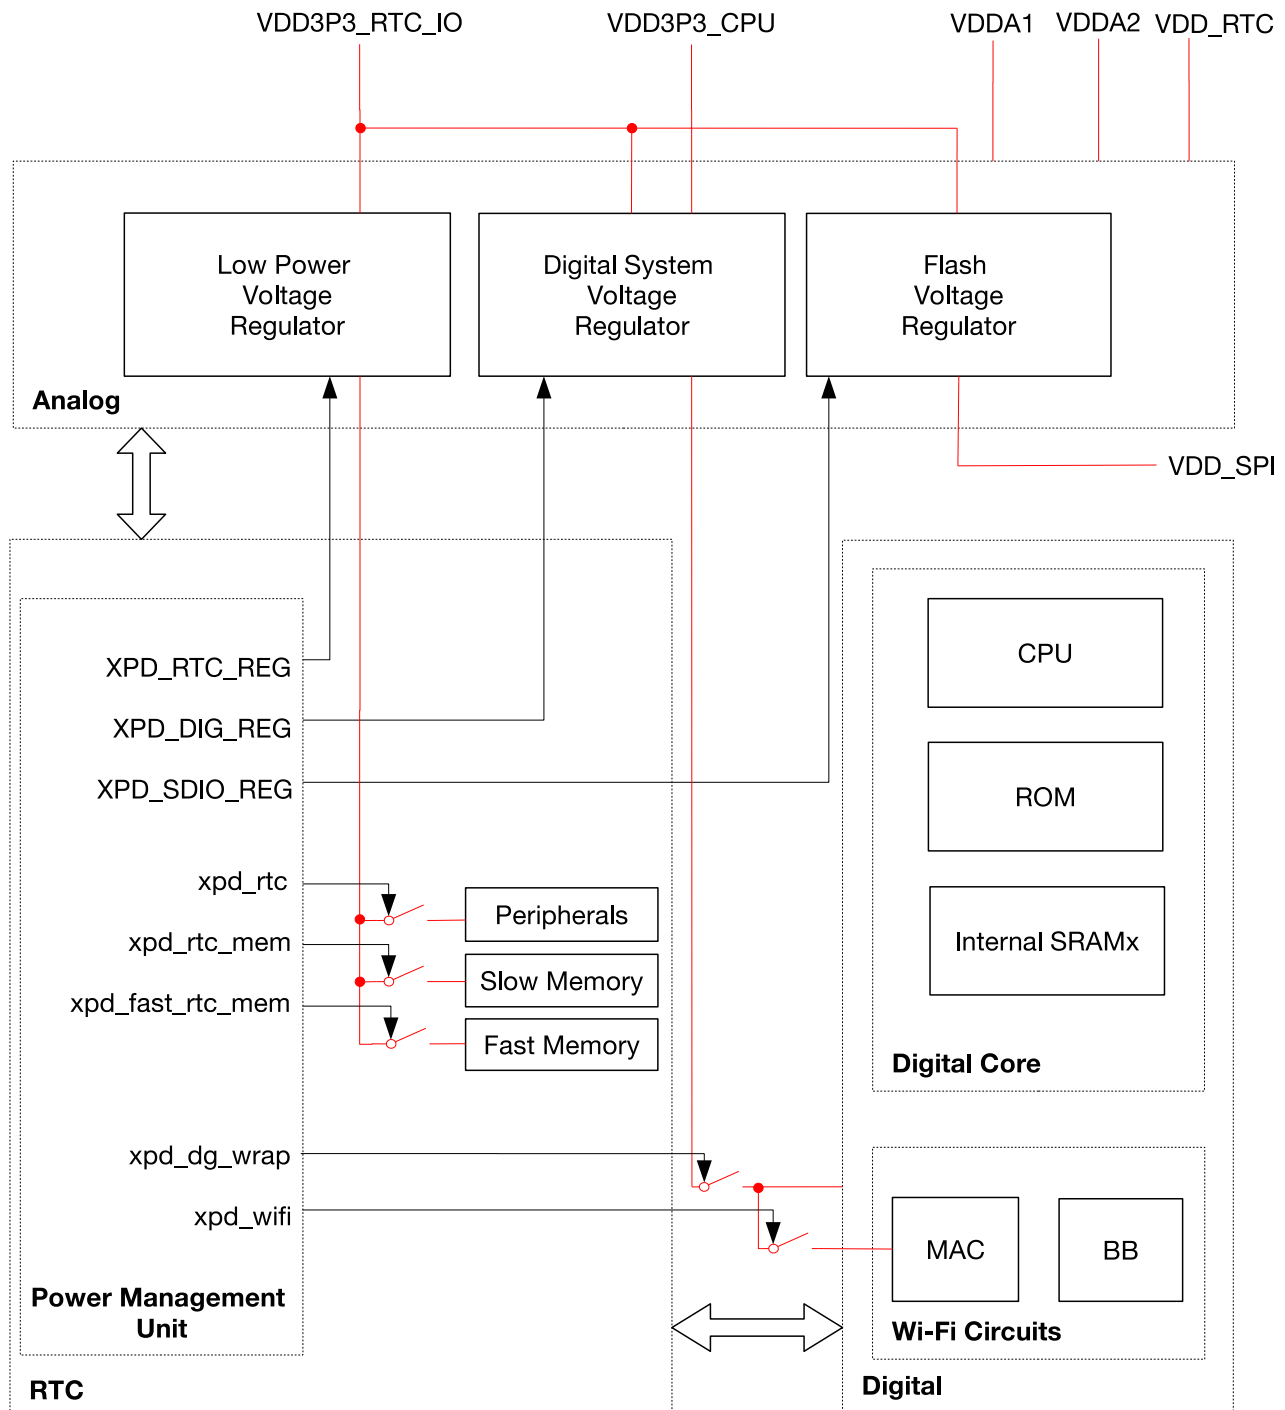 VDD3P3_RTC_IO
VDD3P3_CPU
VDDA1
VDDA2
VDD_RTC
Low Power
Voltage
Regulator
Digital System
Voltage
Regulator
Flash
Voltage
Regulator
Analog
VDD_SPI
XPD_RTC_REG
XPD_DIG_REG
XPD_SDIO_REG
xpd_rtc
xpd_rtc_mem
xpd_fast_rtc_mem
Peripherals
Slow Memory
Fast Memory
xpd_dg_wrap
xpd_wifi
Power Management
Unit
RTC
CPU
ROM
Internal SRAMx
Digital Core
MAC
BB
Wi-Fi Circuits
Digital